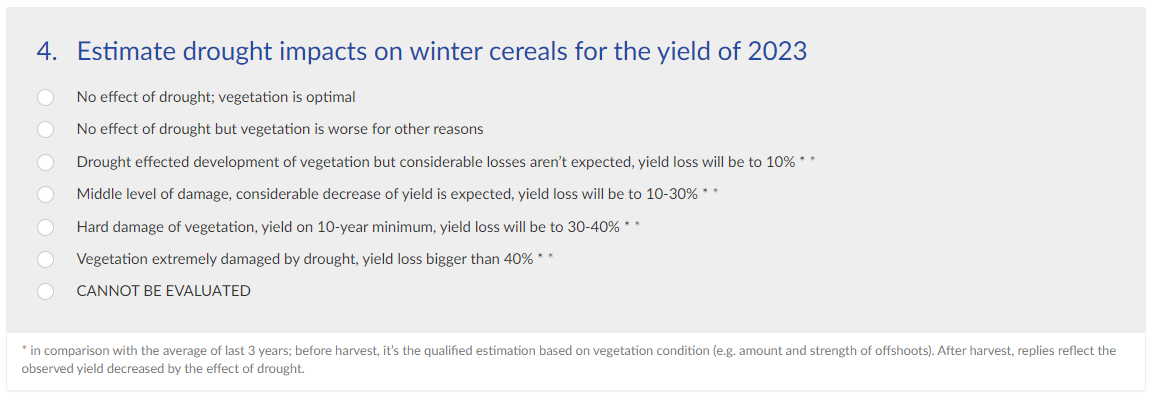 4. Estimate drought impacts on winter cereals for the yield of 2023
No effect of drought; vegetation is optimal
No effect of drought but vegetation is worse for other reasons
Drought effected development of vegetation but considerable losses aren't expected, yield loss will be to 10% * *
Middle level of damage, considerable decrease of yield is expected, yield loss will be to 10-30% * *
Hard damage of vegetation, yield on 10-year minimum, yield loss will be to 30-40% * *
Vegetation extremely damaged by drought, yield loss bigger than 40% * *
CANNOT BE EVALUATED
* in comparison with the average of last 3 years; before harvest, it's the qualified estimation based on vegetation condition (e.g. amount and strength of offshoots). After harvest, replies reflect the
observed yield decreased by the effect of drought.